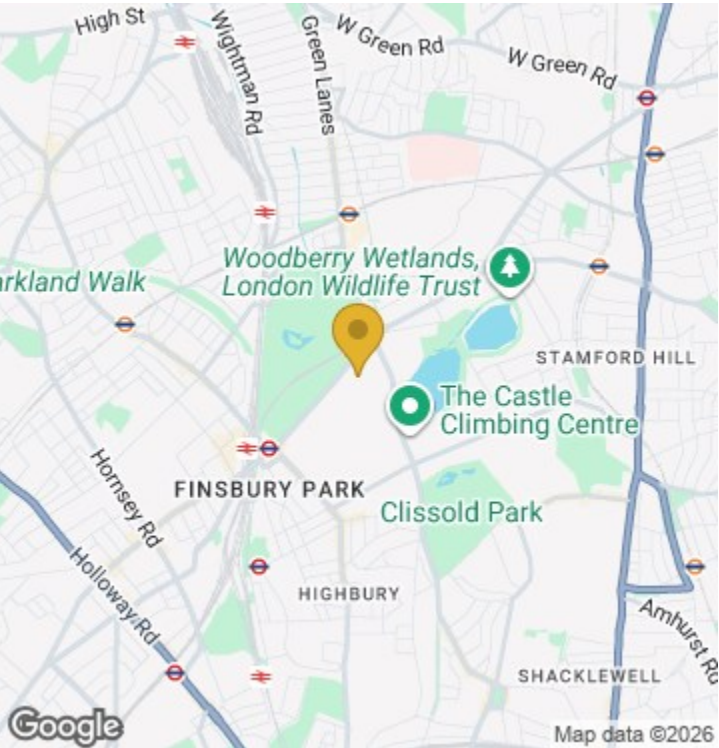 High St
Wightman Rd
Green Lanes
W Green Rd
W Green Rd
Woodberry Wetlands,
London Wildlife Trust
arkland Walk
STAMFORD HILL
The Castle
Climbing Centre
FINSBURY PARK
Clissold Park
Hornsey Rd
Holloway Rd
HIGHBURY
Amhurst Rd
SHACKLEWELL
Google
Map data ©2026